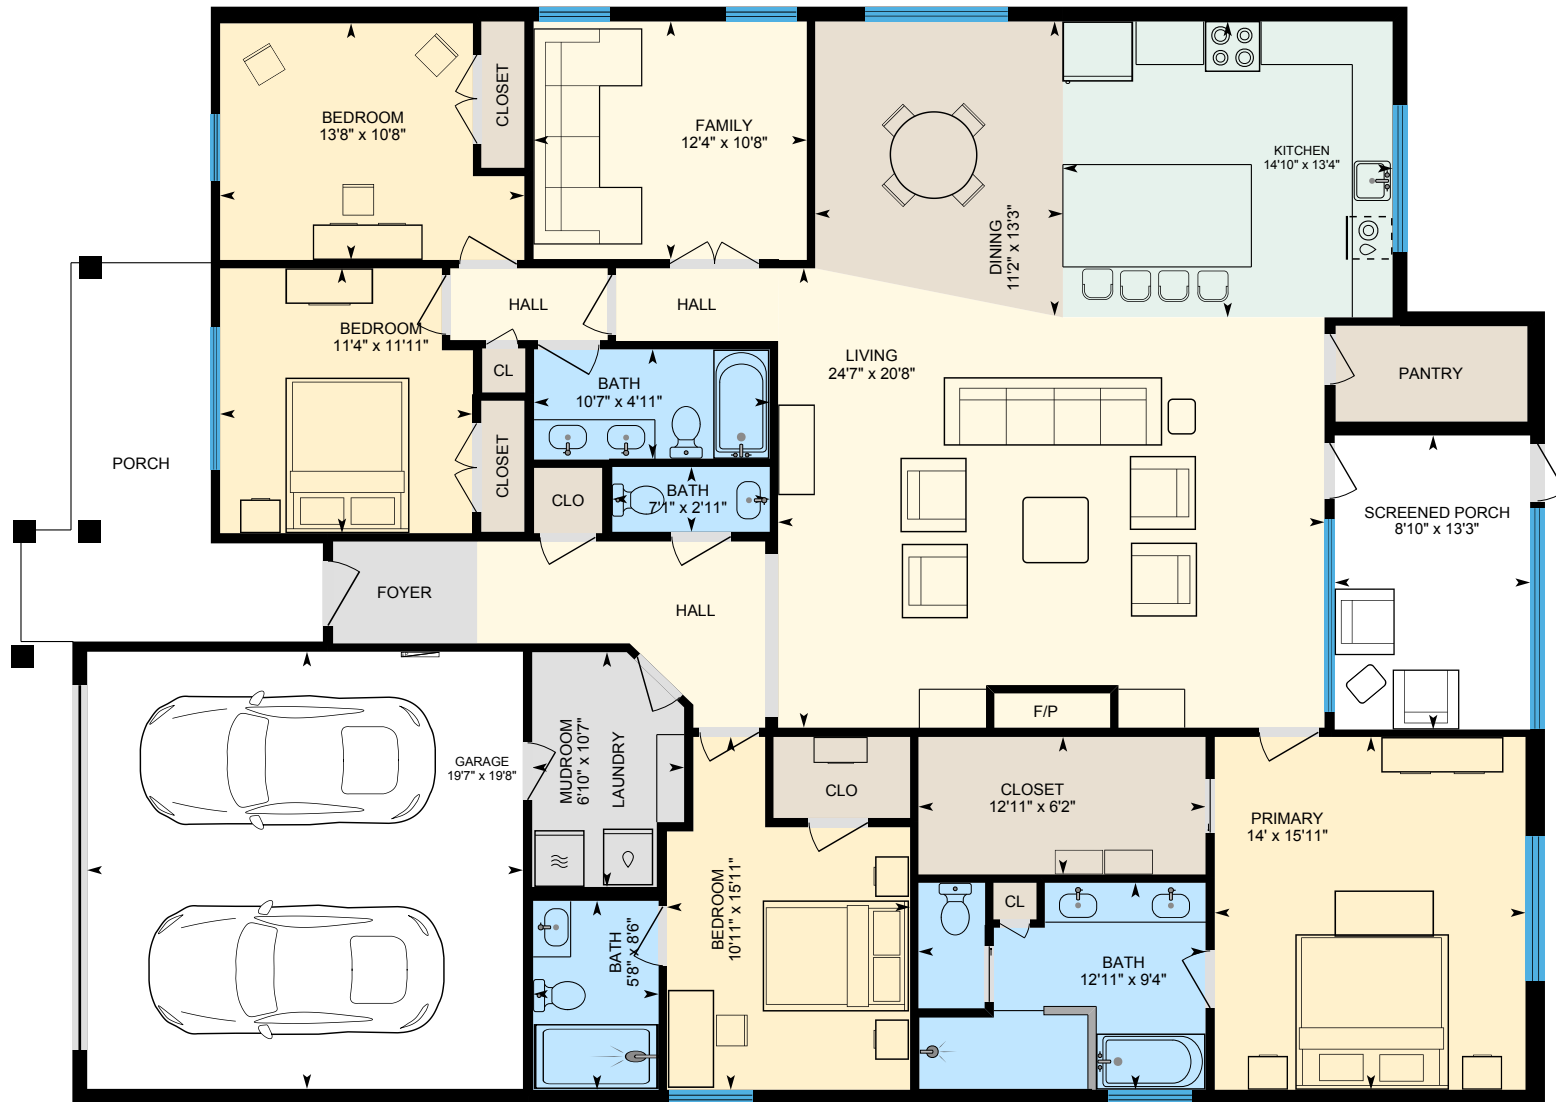 BEDROOM
13'8" x 10'8"
CLOSET
FAMILY
12'4" x 10'8"
DINING
11'2" x 13'3"
KITCHEN
14'10" x 13'4"
HALL
HALL
BEDROOM
11'4" x 11'11"
CL
BATH
10'7" x 4'11"
LIVING
24'7" x 20'8"
PANTRY
PORCH
CLOSET
CLO
BATH
7'1" x 2'11"
SCREENED PORCH
8'10" x 13'3"
FOYER
HALL
F/P
GARAGE
19'7" x 19'8"
MUDROOM
6'10" x 10'7"
LAUNDRY
CLO
CLOSET
12'11" x 6'2"
PRIMARY
14' x 15'11"
BEDROOM
10'11" x 15'11"
CL
BATH
5'8" x 8'6"
BATH
12'11" x 9'4"